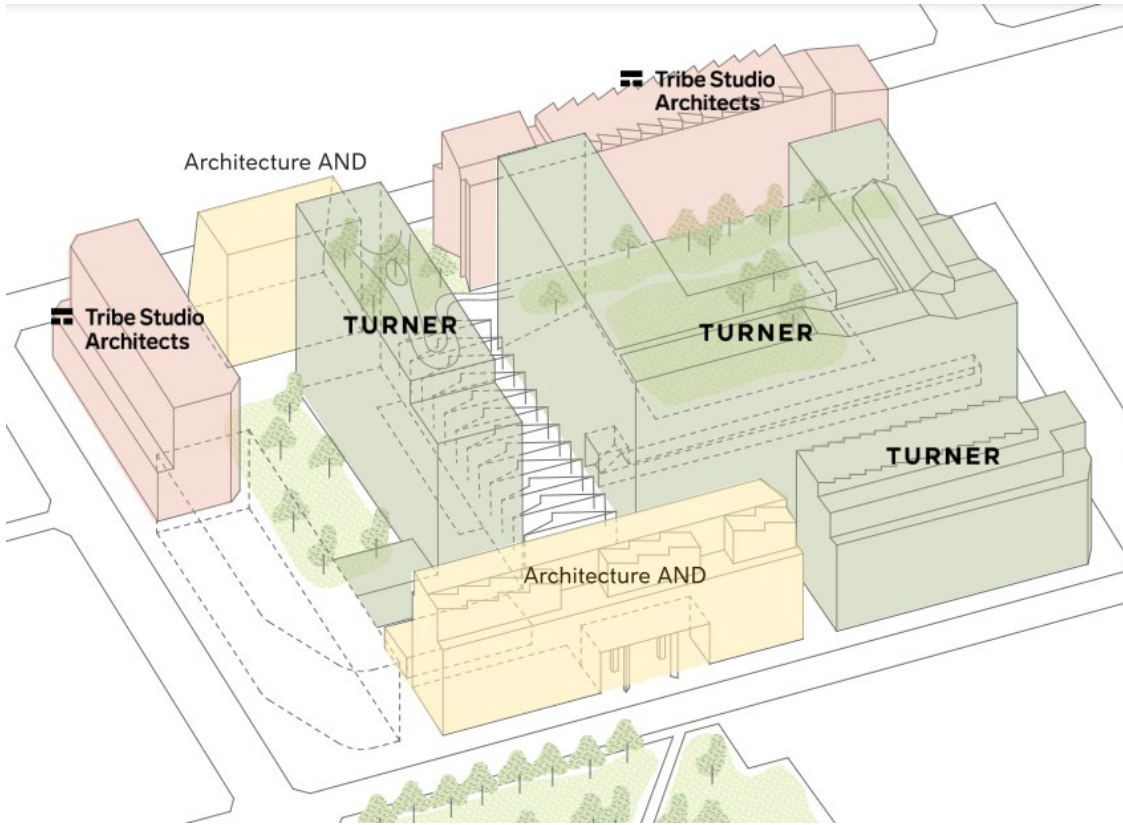 Tribe Studio
Architects
Architecture AND
Tribe Studio
Architects
TURNER
TURNER
TURNER
Architecture AND